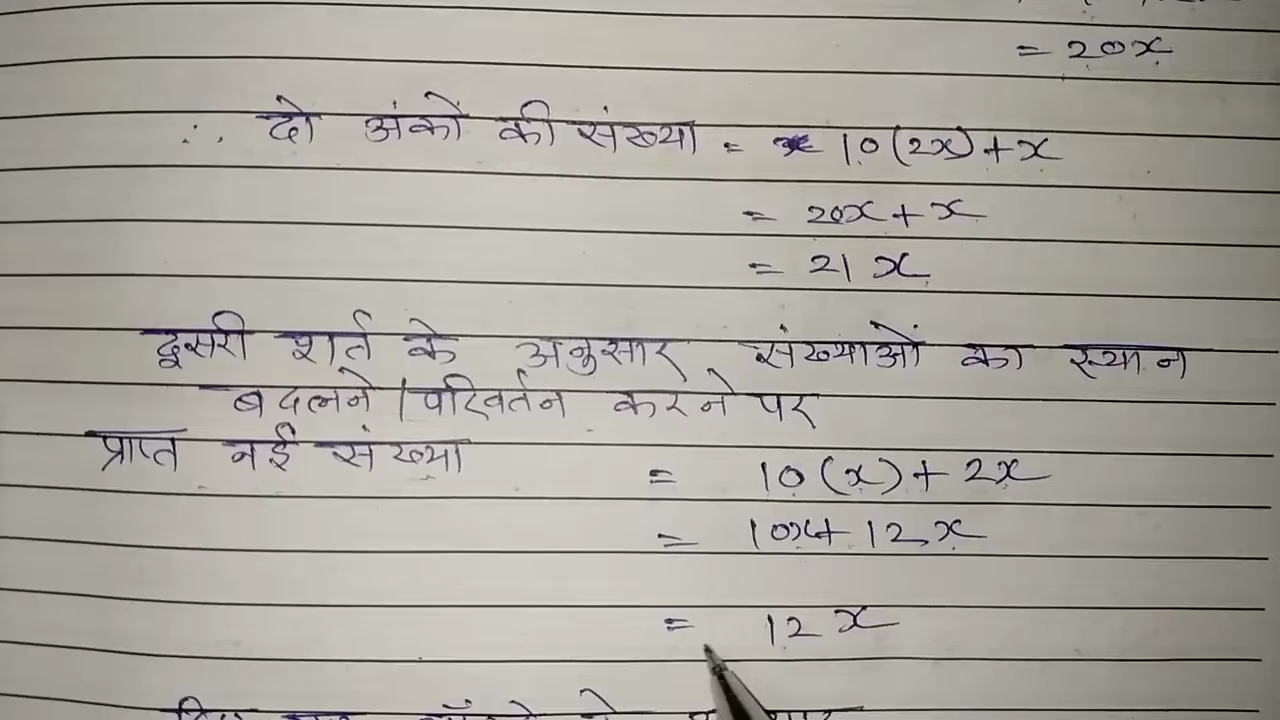 = 20x
∴ दो अंकों की संख्या = 10(2x)+x
= 20x + x
= 21x
दुसरी शर्त के अनुसार संख्याओं का स्थान
बदलने / परिवर्तन करने पर
प्राप्त नई संख्या = 10(x) + 2x
= 10x + 12x
= 12x